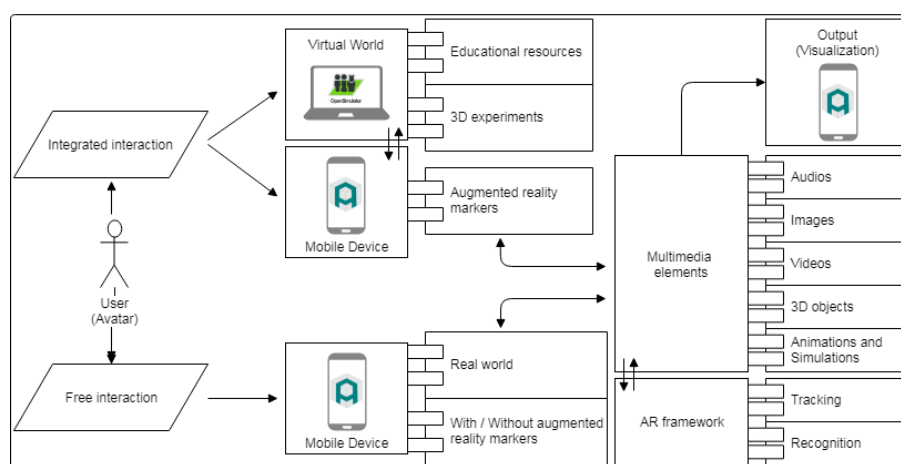 Virtual World
OpenSimulator
Educational resources
3D experiments
Output
(Visualization)
Integrated interaction
Mobile Device
Augmented reality
markers
Multimedia
elements
Audios
Images
Videos
3D objects
Animations and
Simulations
User
(Avatar)
Free interaction
Mobile Device
Real world
With / Without augmented
reality markers
AR framework
Tracking
Recognition